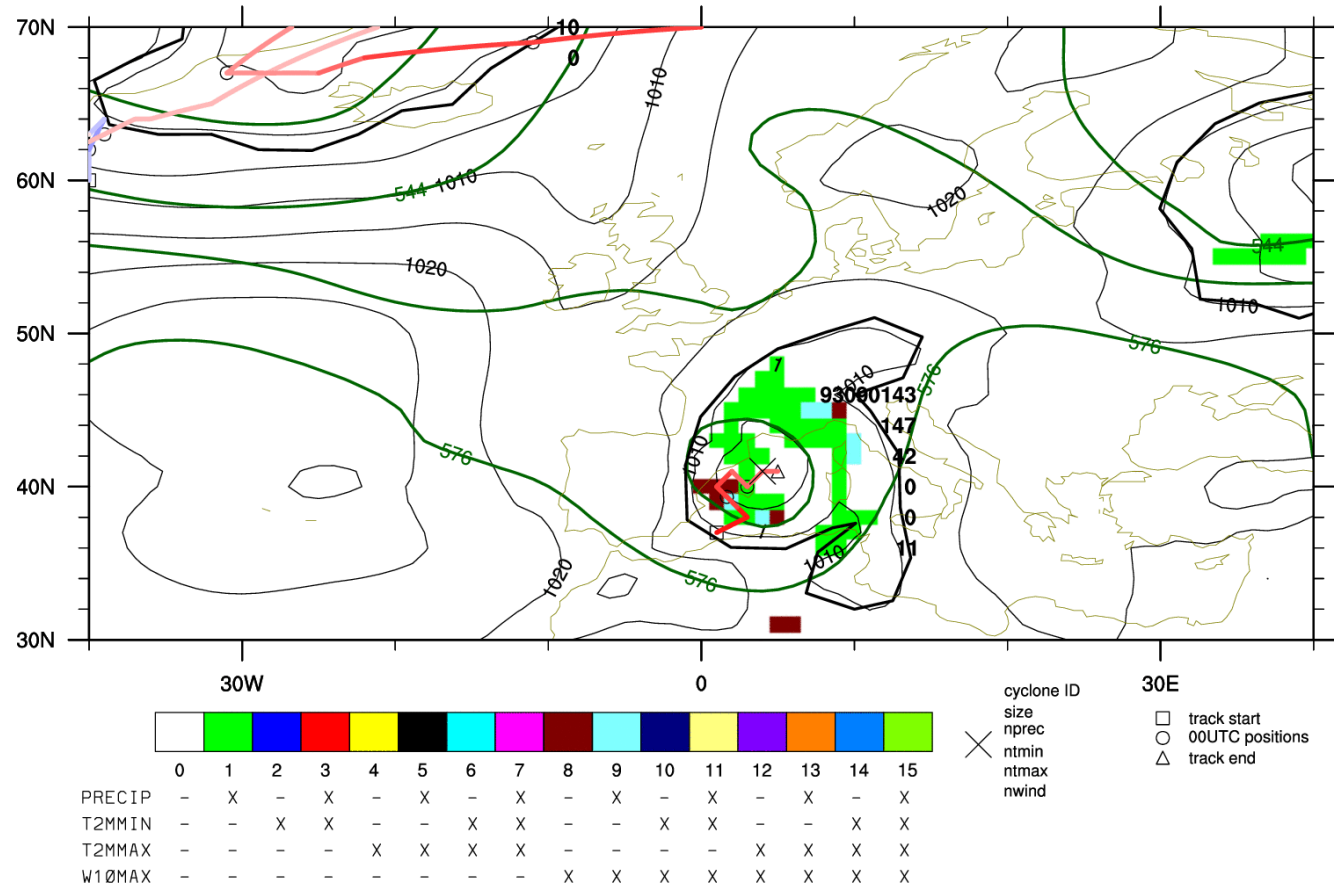 70N
60N
50N
40N
30N
10
0
1010
544
1010
1020
1020
1020
544
1010
576
576
576
576
1010
1010
1010
1020
93090143
147
42
0
0
11
30W
0
30E
0 1 2 3 4 5 6 7 8 9 10 11 12 13 14 15
PRECIP – X – X – X – X – X – X – X – X
T2MMIN – – X X – – X X – – X X – – X X
T2MMAX – – – – X X X X – – – – X X X X
W10MAX – – – – – – – – X X X X X X X X
cyclone ID
size
nprec
ntmin
ntmax
nwind
track start
00UTC positions
track end